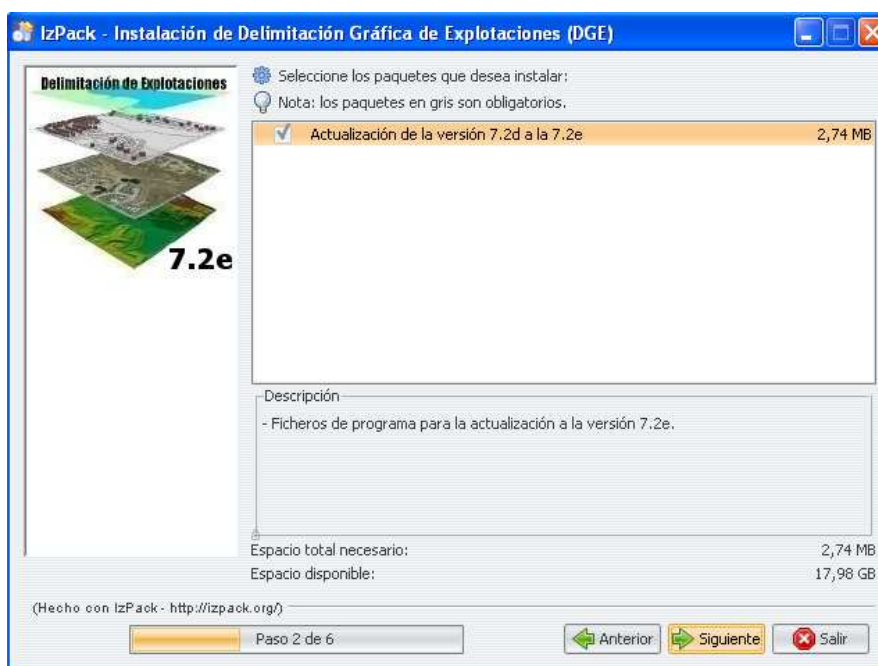 IzPack - Instalación de Delimitación Gráfica de Explotaciones (DGE)
Delimitación de Explotaciones
7.2e
Seleccione los paquetes que desea instalar:
Nota: los paquetes en gris son obligatorios.
Actualización de la versión 7.2d a la 7.2e 2,74 MB
Descripción
- Ficheros de programa para la actualización a la versión 7.2e.
Espacio total necesario: 2,74 MB
Espacio disponible: 17,98 GB
(Hecho con IzPack - http://izpack.org/)
Paso 2 de 6
Anterior
Siguiente
Salir